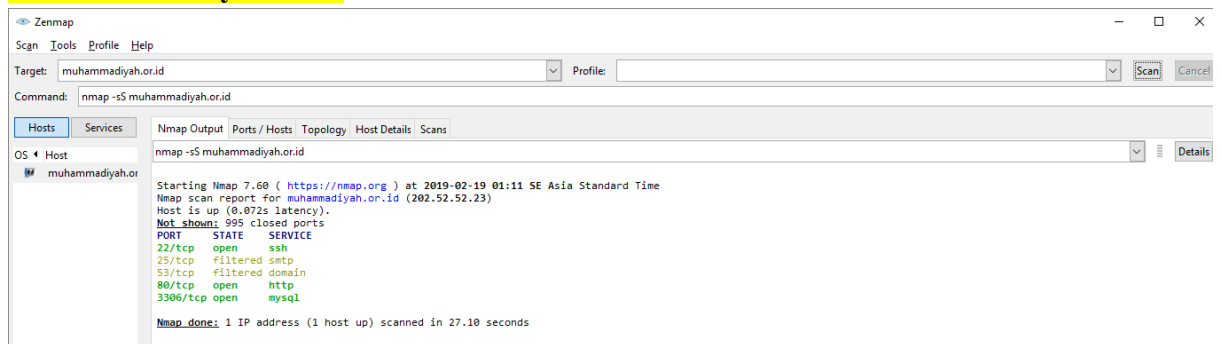 Zenmap
Scan Tools Profile Help
Target: muhammadiyah.or.id Profile: Scan Cancel
Command: nmap -sS muhammadiyah.or.id
Hosts Services Nmap Output Ports / Hosts Topology Host Details Scans
OS Host nmap -sS muhammadiyah.or.id Details
muhammadiyah.or
Starting Nmap 7.60 ( https://nmap.org ) at 2019-02-19 01:11 SE Asia Standard Time
Nmap scan report for muhammadiyah.or.id (202.52.52.23)
Host is up (0.072s latency).
Not shown: 995 closed ports
PORT STATE SERVICE
22/tcp open ssh
25/tcp filtered smtp
53/tcp filtered domain
80/tcp open http
3306/tcp open mysql
Nmap done: 1 IP address (1 host up) scanned in 27.10 seconds